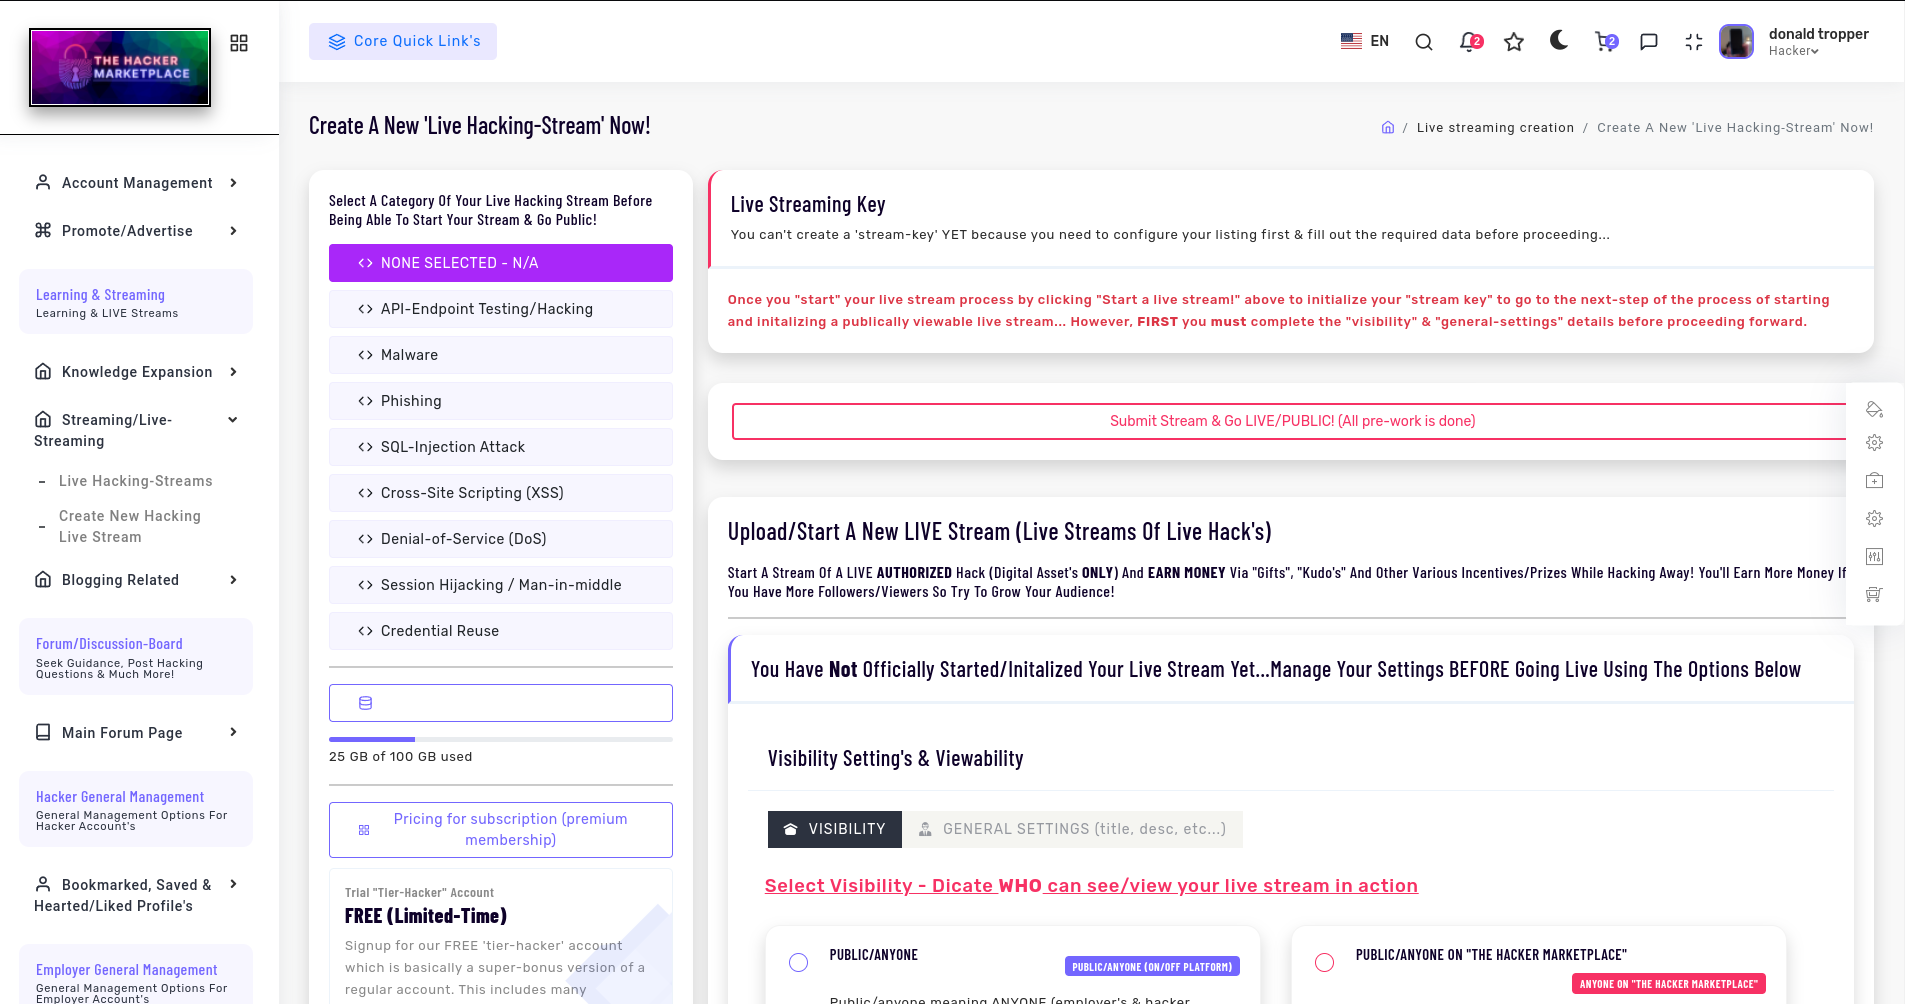 THE HACKER
MARKETPLACE
Core Quick Link's
EN
2
2
donald tropper
Hacker
Create A New 'Live Hacking-Stream' Now!
/ Live streaming creation / Create A New 'Live Hacking-Stream' Now!
Account Management
Promote/Advertise
Learning & Streaming
Learning & LIVE Streams
Knowledge Expansion
Streaming/Live-
Streaming
Live Hacking-Streams
Create New Hacking
Live Stream
Blogging Related
Forum/Discussion-Board
Seek Guidance, Post Hacking
Questions & Much More!
Main Forum Page
Hacker General Management
General Management Options For
Hacker Account's
Bookmarked, Saved &
Hearted/Liked Profile's
Employer General Management
General Management Options For
Employer Account's
Select A Category Of Your Live Hacking Stream Before
Being Able To Start Your Stream & Go Public!
NONE SELECTED - N/A
API-Endpoint Testing/Hacking
Malware
Phishing
SQL-Injection Attack
Cross-Site Scripting (XSS)
Denial-of-Service (DoS)
Session Hijacking / Man-in-middle
Credential Reuse
25 GB of 100 GB used
Pricing for subscription (premium
membership)
Trial "Tier-Hacker" Account
FREE (Limited-Time)
Signup for our FREE 'tier-hacker' account
which is basically a super-bonus version of a
regular account. This includes many
Live Streaming Key
You can't create a 'stream-key' YET because you need to configure your listing first & fill out the required data before proceeding...
Once you "start" your live stream process by clicking "Start a live stream!" above to initialize your "stream key" to go to the next-step of the process of starting
and initalizing a publically viewable live stream... However, FIRST you must complete the "visibility" & "general-settings" details before proceeding forward.
Submit Stream & Go LIVE/PUBLIC! (All pre-work is done)
Upload/Start A New LIVE Stream (Live Streams Of Live Hack's)
Start A Stream Of A LIVE AUTHORIZED Hack (Digital Asset's ONLY) And EARN MONEY Via "Gifts", "Kudo's" And Other Various Incentives/Prizes While Hacking Away! You'll Earn More Money If
You Have More Followers/Viewers So Try To Grow Your Audience!
You Have Not Officially Started/Initalized Your Live Stream Yet...Manage Your Settings BEFORE Going Live Using The Options Below
Visibility Setting's & Viewability
VISIBILITY
GENERAL SETTINGS (title, desc, etc...)
Select Visibility - Dicate WHO can see/view your live stream in action
PUBLIC/ANYONE
PUBLIC/ANYONE (ON/OFF PLATFORM)
Public/anyone meaning ANYONE (employer's & hacker
PUBLIC/ANYONE ON "THE HACKER MARKETPLACE"
ANYONE ON "THE HACKER MARKETPLACE"